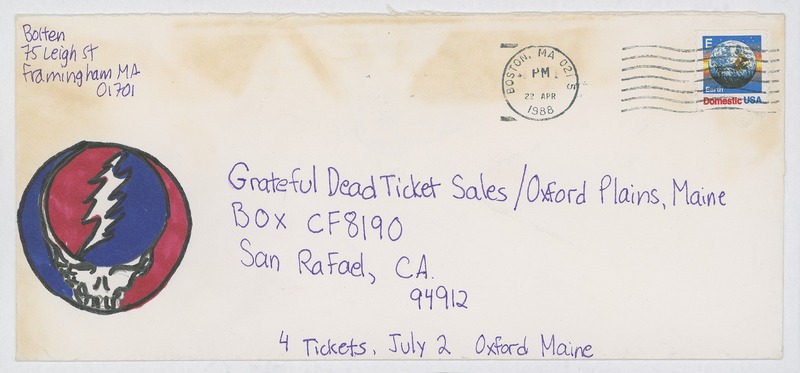 Bolten
75 Leigh St
Framingham MA
01701
BOSTON, MA
PM
22 APR
1988
E
Earth
Domestic USA
Grateful Dead Ticket Sales/Oxford Plains, Maine
BOX CF8190
San Rafael, CA.
94912
4 Tickets, July 2 Oxford Maine